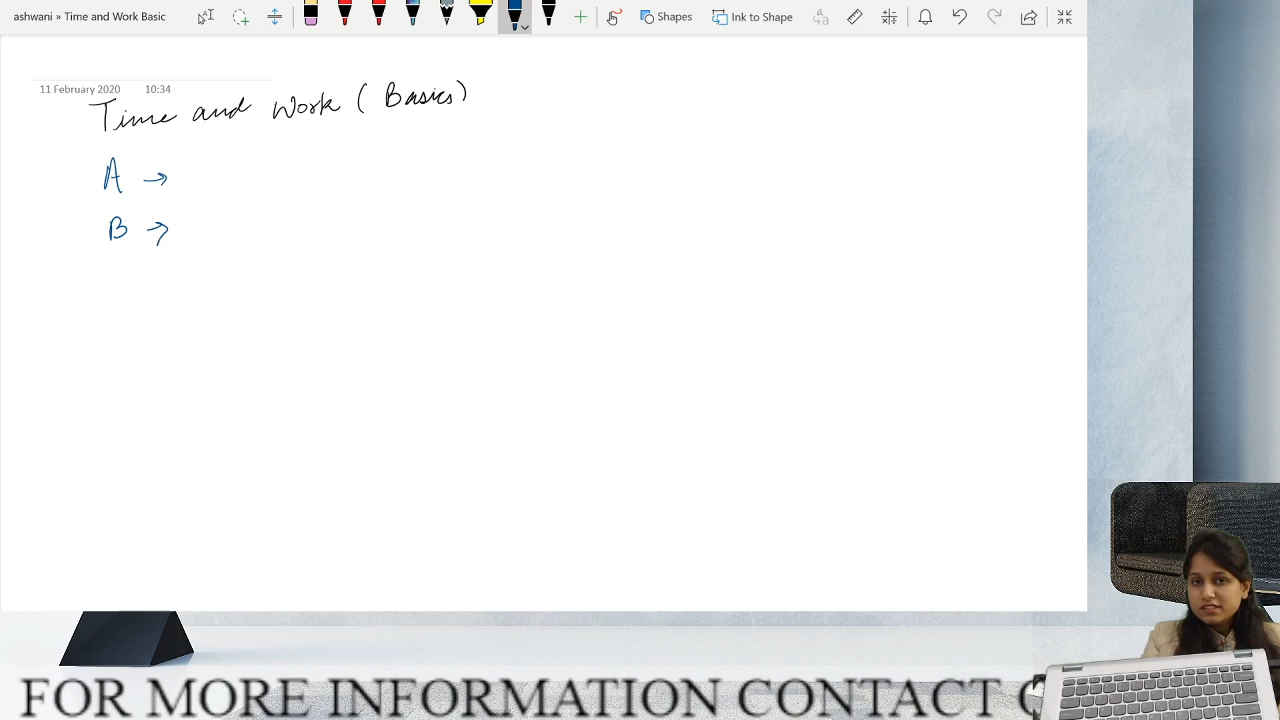 ashwani » Time and Work Basic
Shapes
Ink to Shape
11 February 2020 10:34
Time and Work ( Basics)
A →
B →
FOR MORE INFORMATION CONTACT